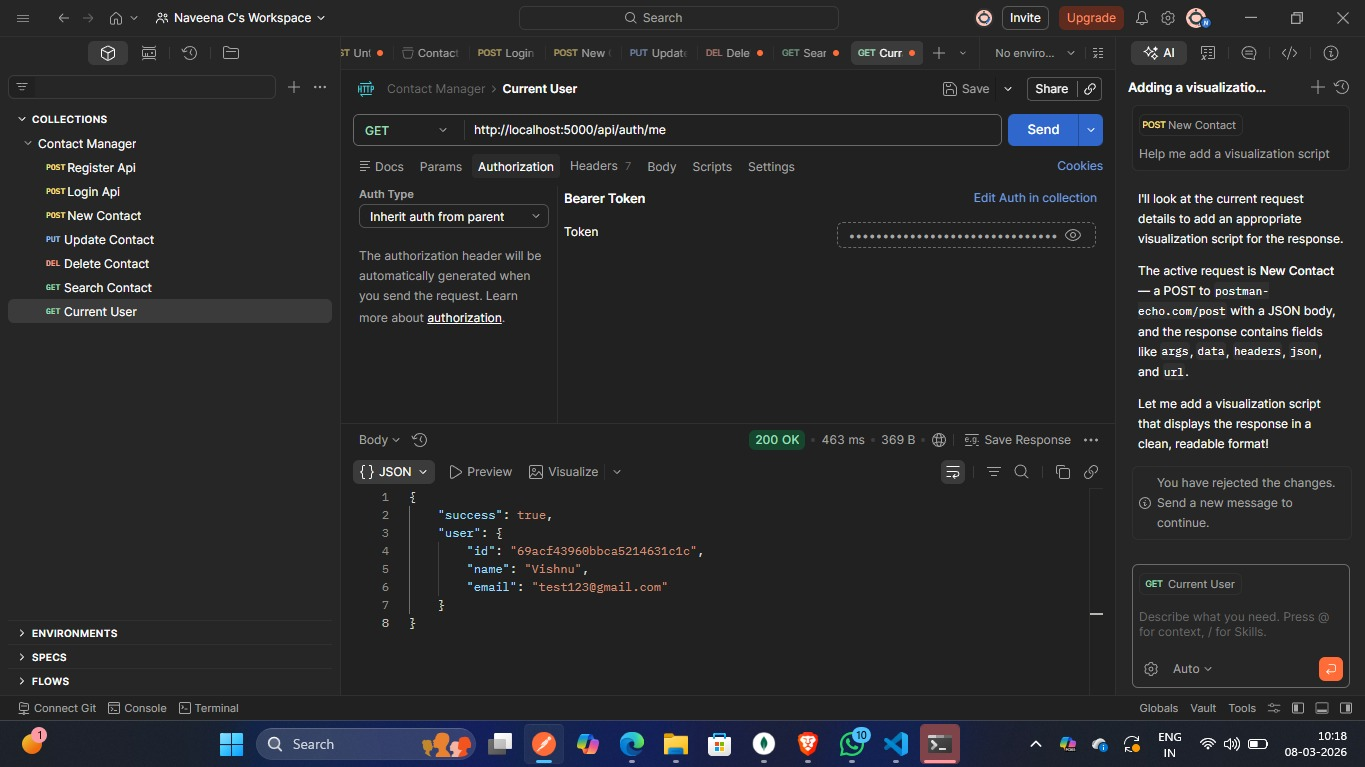 Naveena C's Workspace
Search
Invite
Upgrade
N
ST Unt
Contact
POST Login
POST New
PUT Update
DEL Dele
GET Sear
GET Curr
No enviro...
AI
HTTP
Contact Manager > Current User
Save
Share
Adding a visualizatio...
COLLECTIONS
Contact Manager
POST Register Api
POST Login Api
POST New Contact
PUT Update Contact
DEL Delete Contact
GET Search Contact
GET Current User
ENVIRONMENTS
SPECS
FLOWS
GET
http://localhost:5000/api/auth/me
Send
Docs
Params
Authorization
Headers 7
Body
Scripts
Settings
Cookies
Auth Type
Inherit auth from parent
The authorization header will be
automatically generated when
you send the request. Learn
more about authorization.
Bearer Token
Edit Auth in collection
Token
Body
200 OK
463 ms
369 B
e.g. Save Response
{} JSON
Preview
Visualize
1 {
2 "success": true,
3 "user": {
4 "id": "69acf43960bbca5214631c1c",
5 "name": "Vishnu",
6 "email": "test123@gmail.com"
7 }
8 }
POST New Contact
Help me add a visualization script
I'll look at the current request
details to add an appropriate
visualization script for the response.
The active request is New Contact
— a POST to postman-
echo.com/post with a JSON body,
and the response contains fields
like args, data, headers, json,
and url.
Let me add a visualization script
that displays the response in a
clean, readable format!
You have rejected the changes.
Send a new message to
continue.
GET Current User
Describe what you need. Press @
for context, / for Skills.
Auto
Connect Git
Console
Terminal
Globals
Vault
Tools
1
Search
10
ENG
IN
10:18
08-03-2026